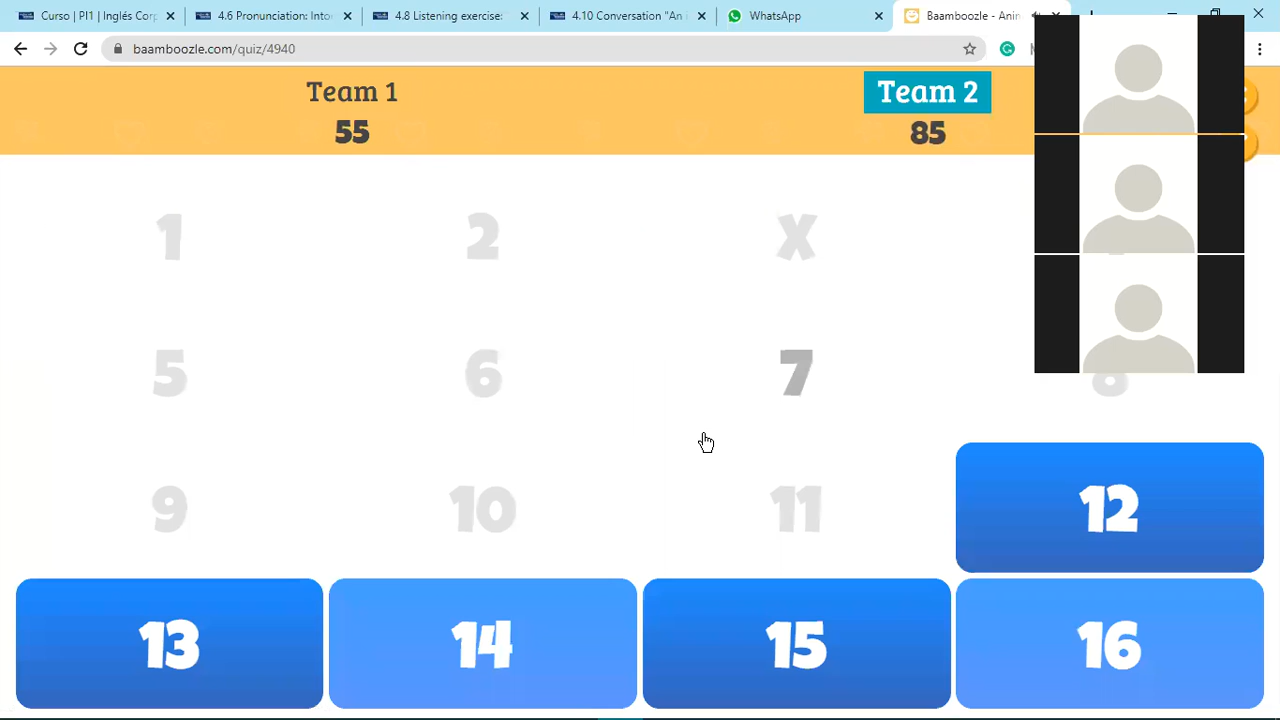 Curso | PI1 | Inglés Corp
4.6 Pronunciation: Into
4.8 Listening exercise:
4.10 Conversation "An i
WhatsApp
Baamboozle - Anin
baamboozle.com/quiz/4940
Team 1
Team 2
55
85
1
2
X
5
6
7
8
9
10
11
12
13
14
15
16